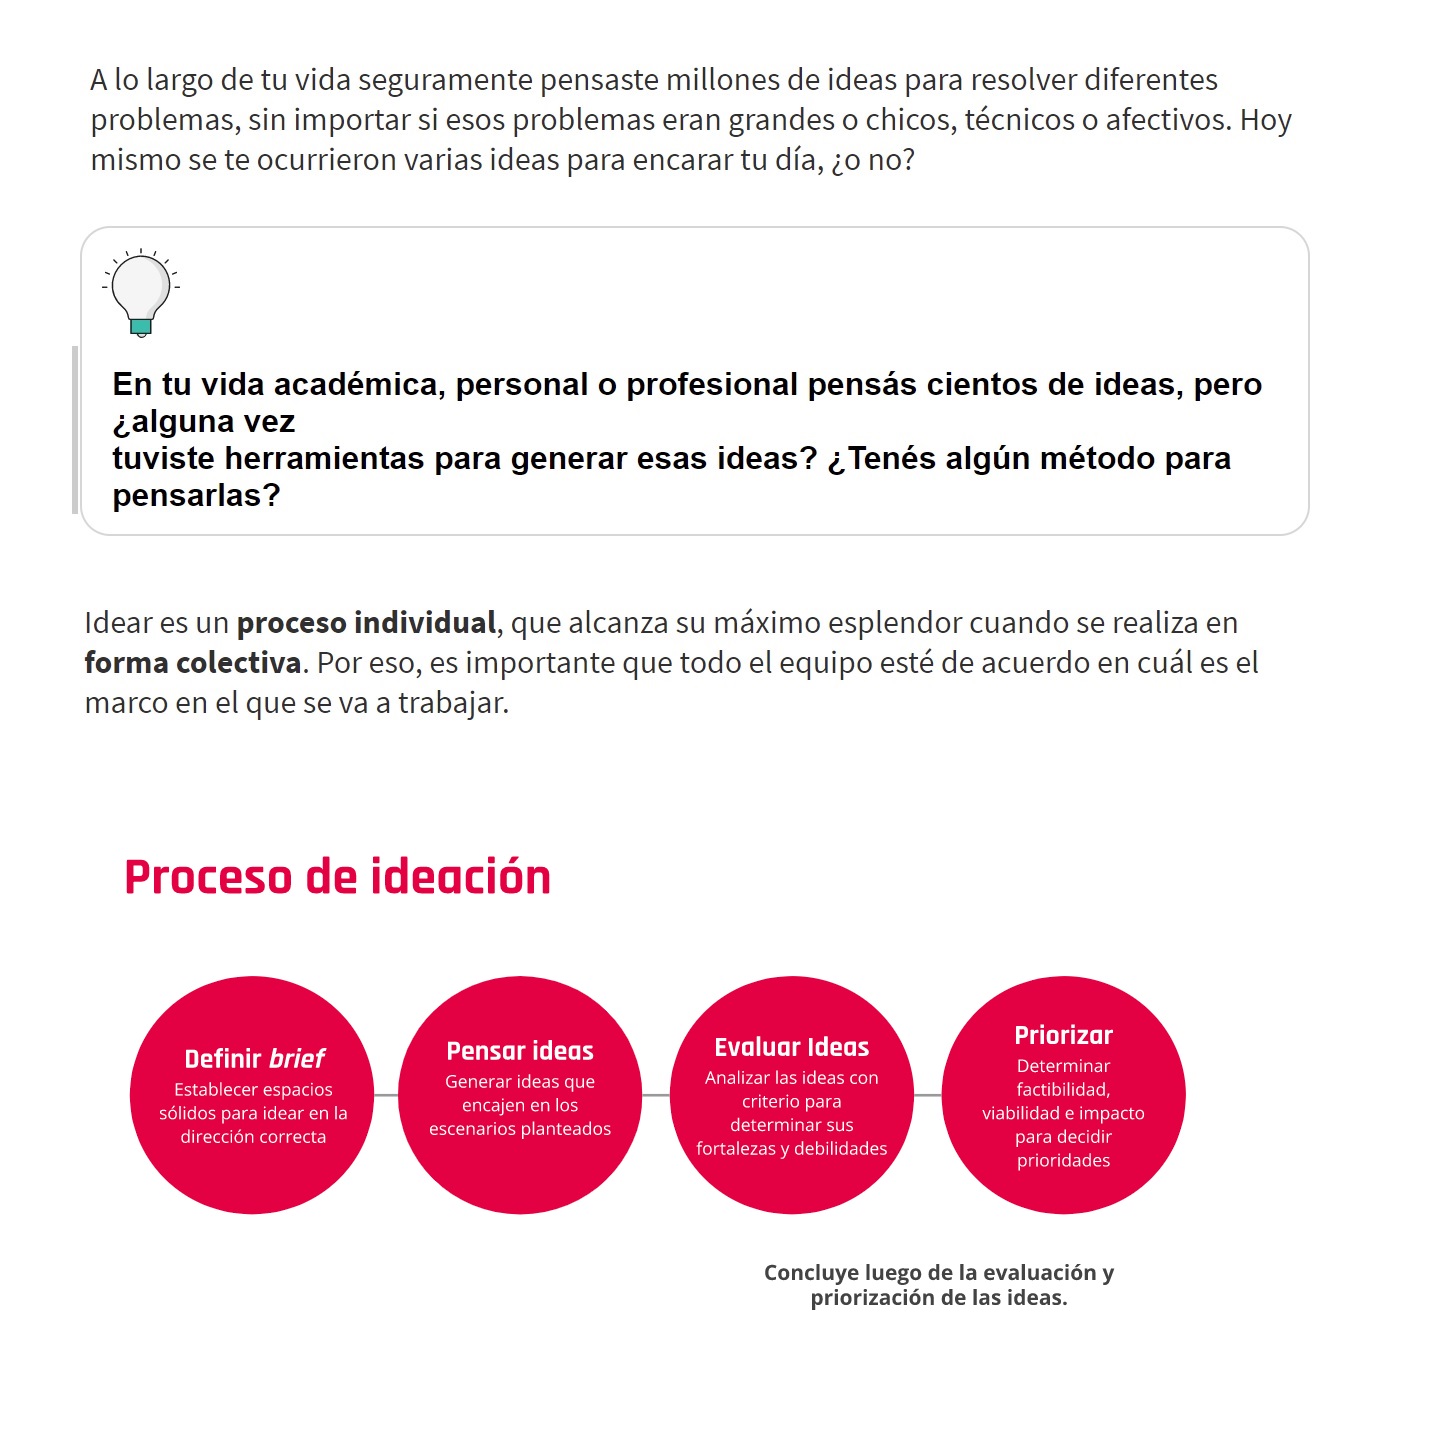 A lo largo de tu vida seguramente pensaste millones de ideas para resolver diferentes
problemas, sin importar si esos problemas eran grandes o chicos, técnicos o afectivos. Hoy
mismo se te ocurrieron varias ideas para encarar tu día, ¿o no?
En tu vida académica, personal o profesional pensás cientos de ideas, pero
¿alguna vez
tuviste herramientas para generar esas ideas? ¿Tenés algún método para
pensarlas?
Idear es un proceso individual, que alcanza su máximo esplendor cuando se realiza en
forma colectiva. Por eso, es importante que todo el equipo esté de acuerdo en cuál es el
marco en el que se va a trabajar.
Proceso de ideación
Definir brief
Establecer espacios
sólidos para idear en la
dirección correcta
Pensar ideas
Generar ideas que
encajen en los
escenarios planteados
Evaluar Ideas
Analizar las ideas con
criterio para
determinar sus
fortalezas y debilidades
Priorizar
Determinar
factibilidad,
viabilidad e impacto
para decidir
prioridades
Concluye luego de la evaluación y
priorización de las ideas.